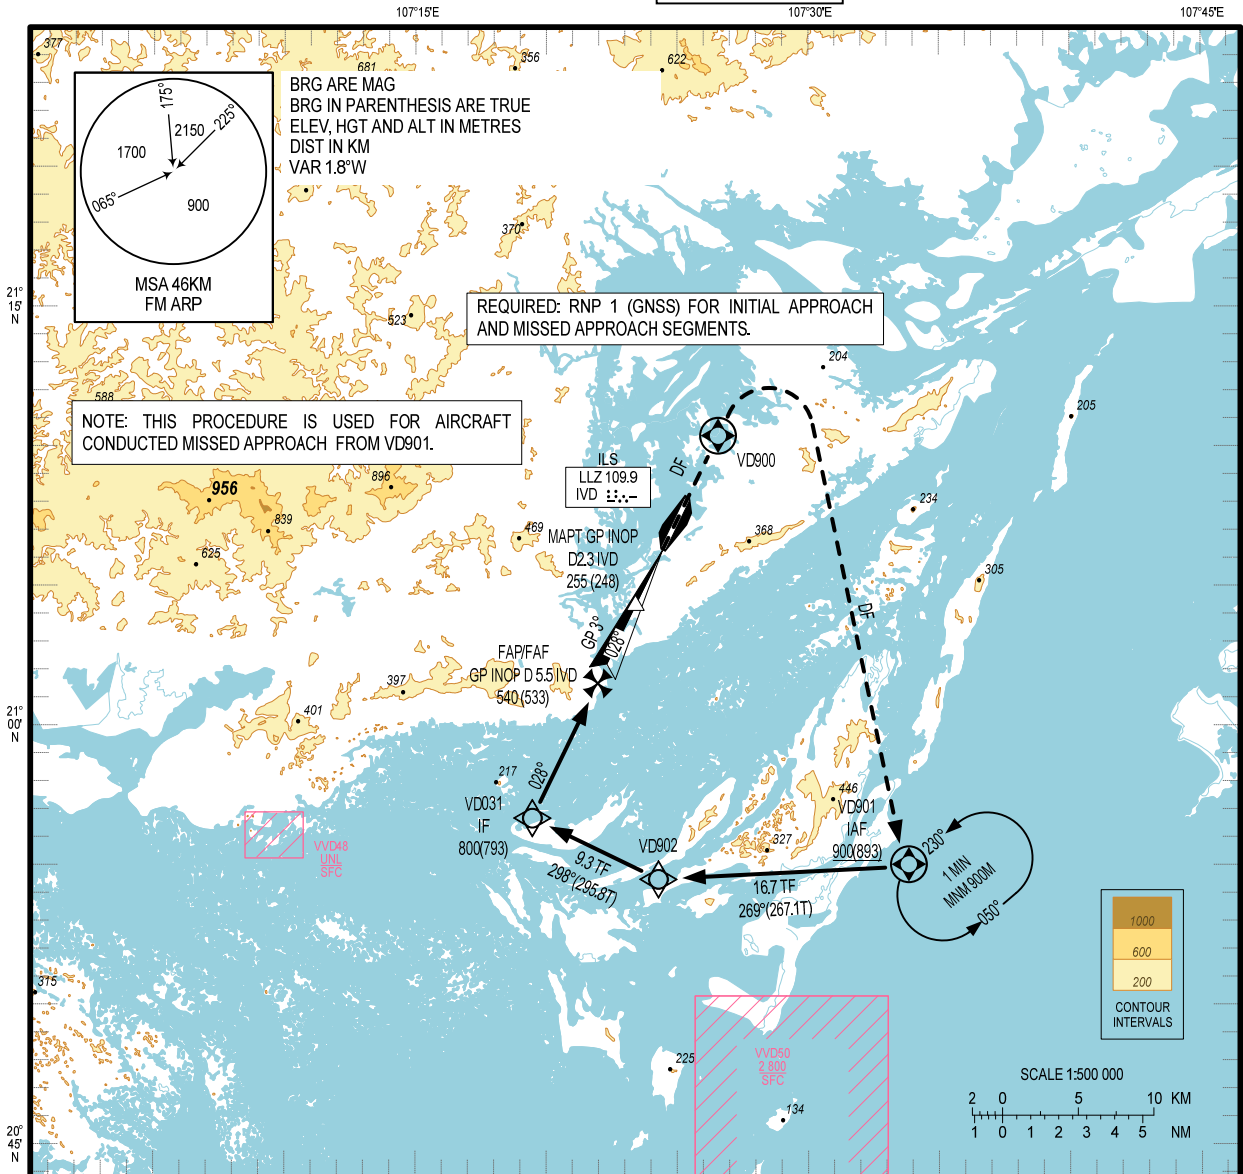 107°15'E
107°30'E
107°45'E
377
681
356
622
BRG ARE MAG
BRG IN PARENTHESIS ARE TRUE
ELEV, HGT AND ALT IN METRES
DIST IN KM
VAR 1.8°W
175°
2150
225°
1700
065°
900
MSA 46KM
FM ARP
370
21°
15'
N
REQUIRED: RNP 1 (GNSS) FOR INITIAL APPROACH
AND MISSED APPROACH SEGMENTS.
523
204
588
205
NOTE: THIS PROCEDURE IS USED FOR AIRCRAFT
CONDUCTED MISSED APPROACH FROM VD901.
VD900
DF
ILS
LLZ 109.9
IVD
896
956
839
234
469
MAPT GP INOP
D2.3 IVD
255 (248)
368
625
305
DF
GP 3°
028°
FAP/FAF
GP INOP D 5.5 IVD
540 (533)
397
401
21°
00'
N
028°
217
VD031
IF
800(793)
446
VD901
IAF
900(893)
VD902
327
230°
1 MIN
MNM 900M
050°
VVD48
UNL
SFC
9.3 TF
298°(295.8T)
16.7 TF
269°(267.1T)
1000
600
200
CONTOUR
INTERVALS
315
225
VVD50
2 800
SFC
134
SCALE 1:500 000
2 0 5 10 KM
1 0 1 2 3 4 5 NM
20°
45'
N